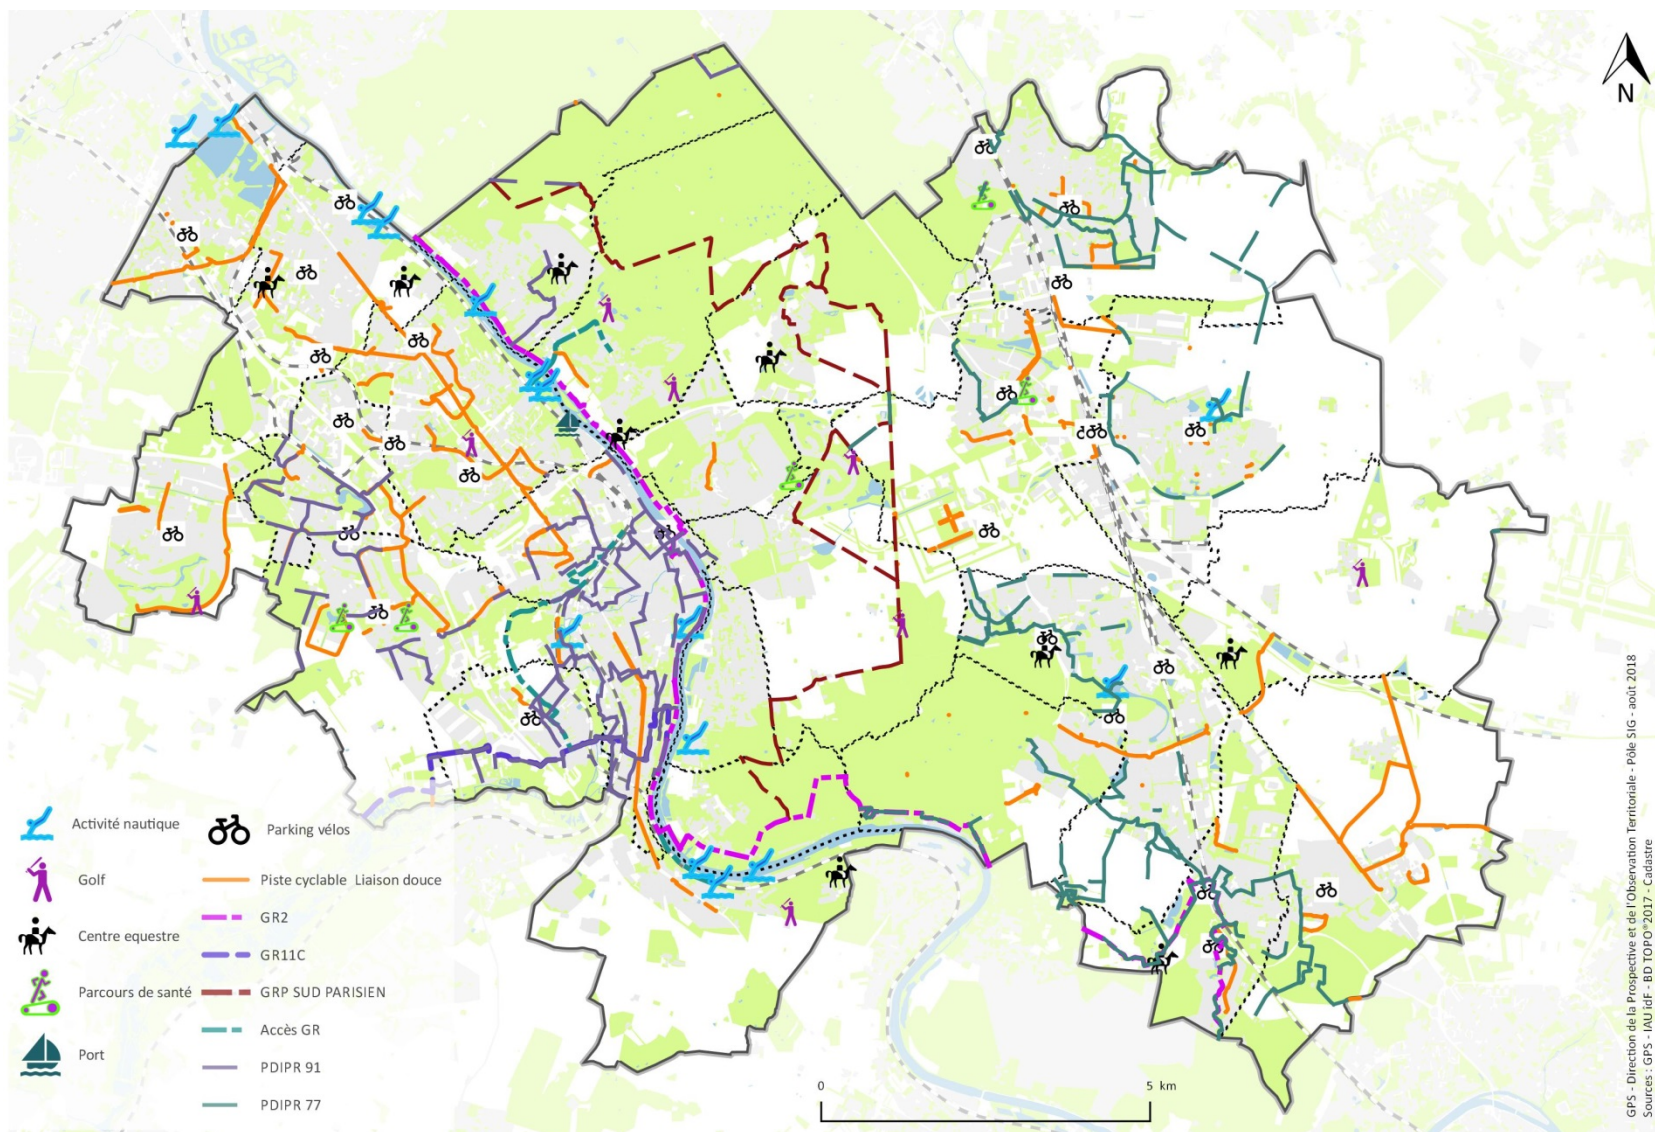 N
Activité nautique
Golf
Centre equestre
Parcours de santé
Port
Parking vélos
Piste cyclable Liaison douce
GR2
GR11C
GRP SUD PARISIEN
Accès GR
PDIPR 91
PDIPR 77
0 5 km
GPS - Direction de la Prospective et de l'Observation Territoriale - Pôle SIG - août 2018
Sources : GPS - IAU idF - BD TOPO®2017 - Cadastre